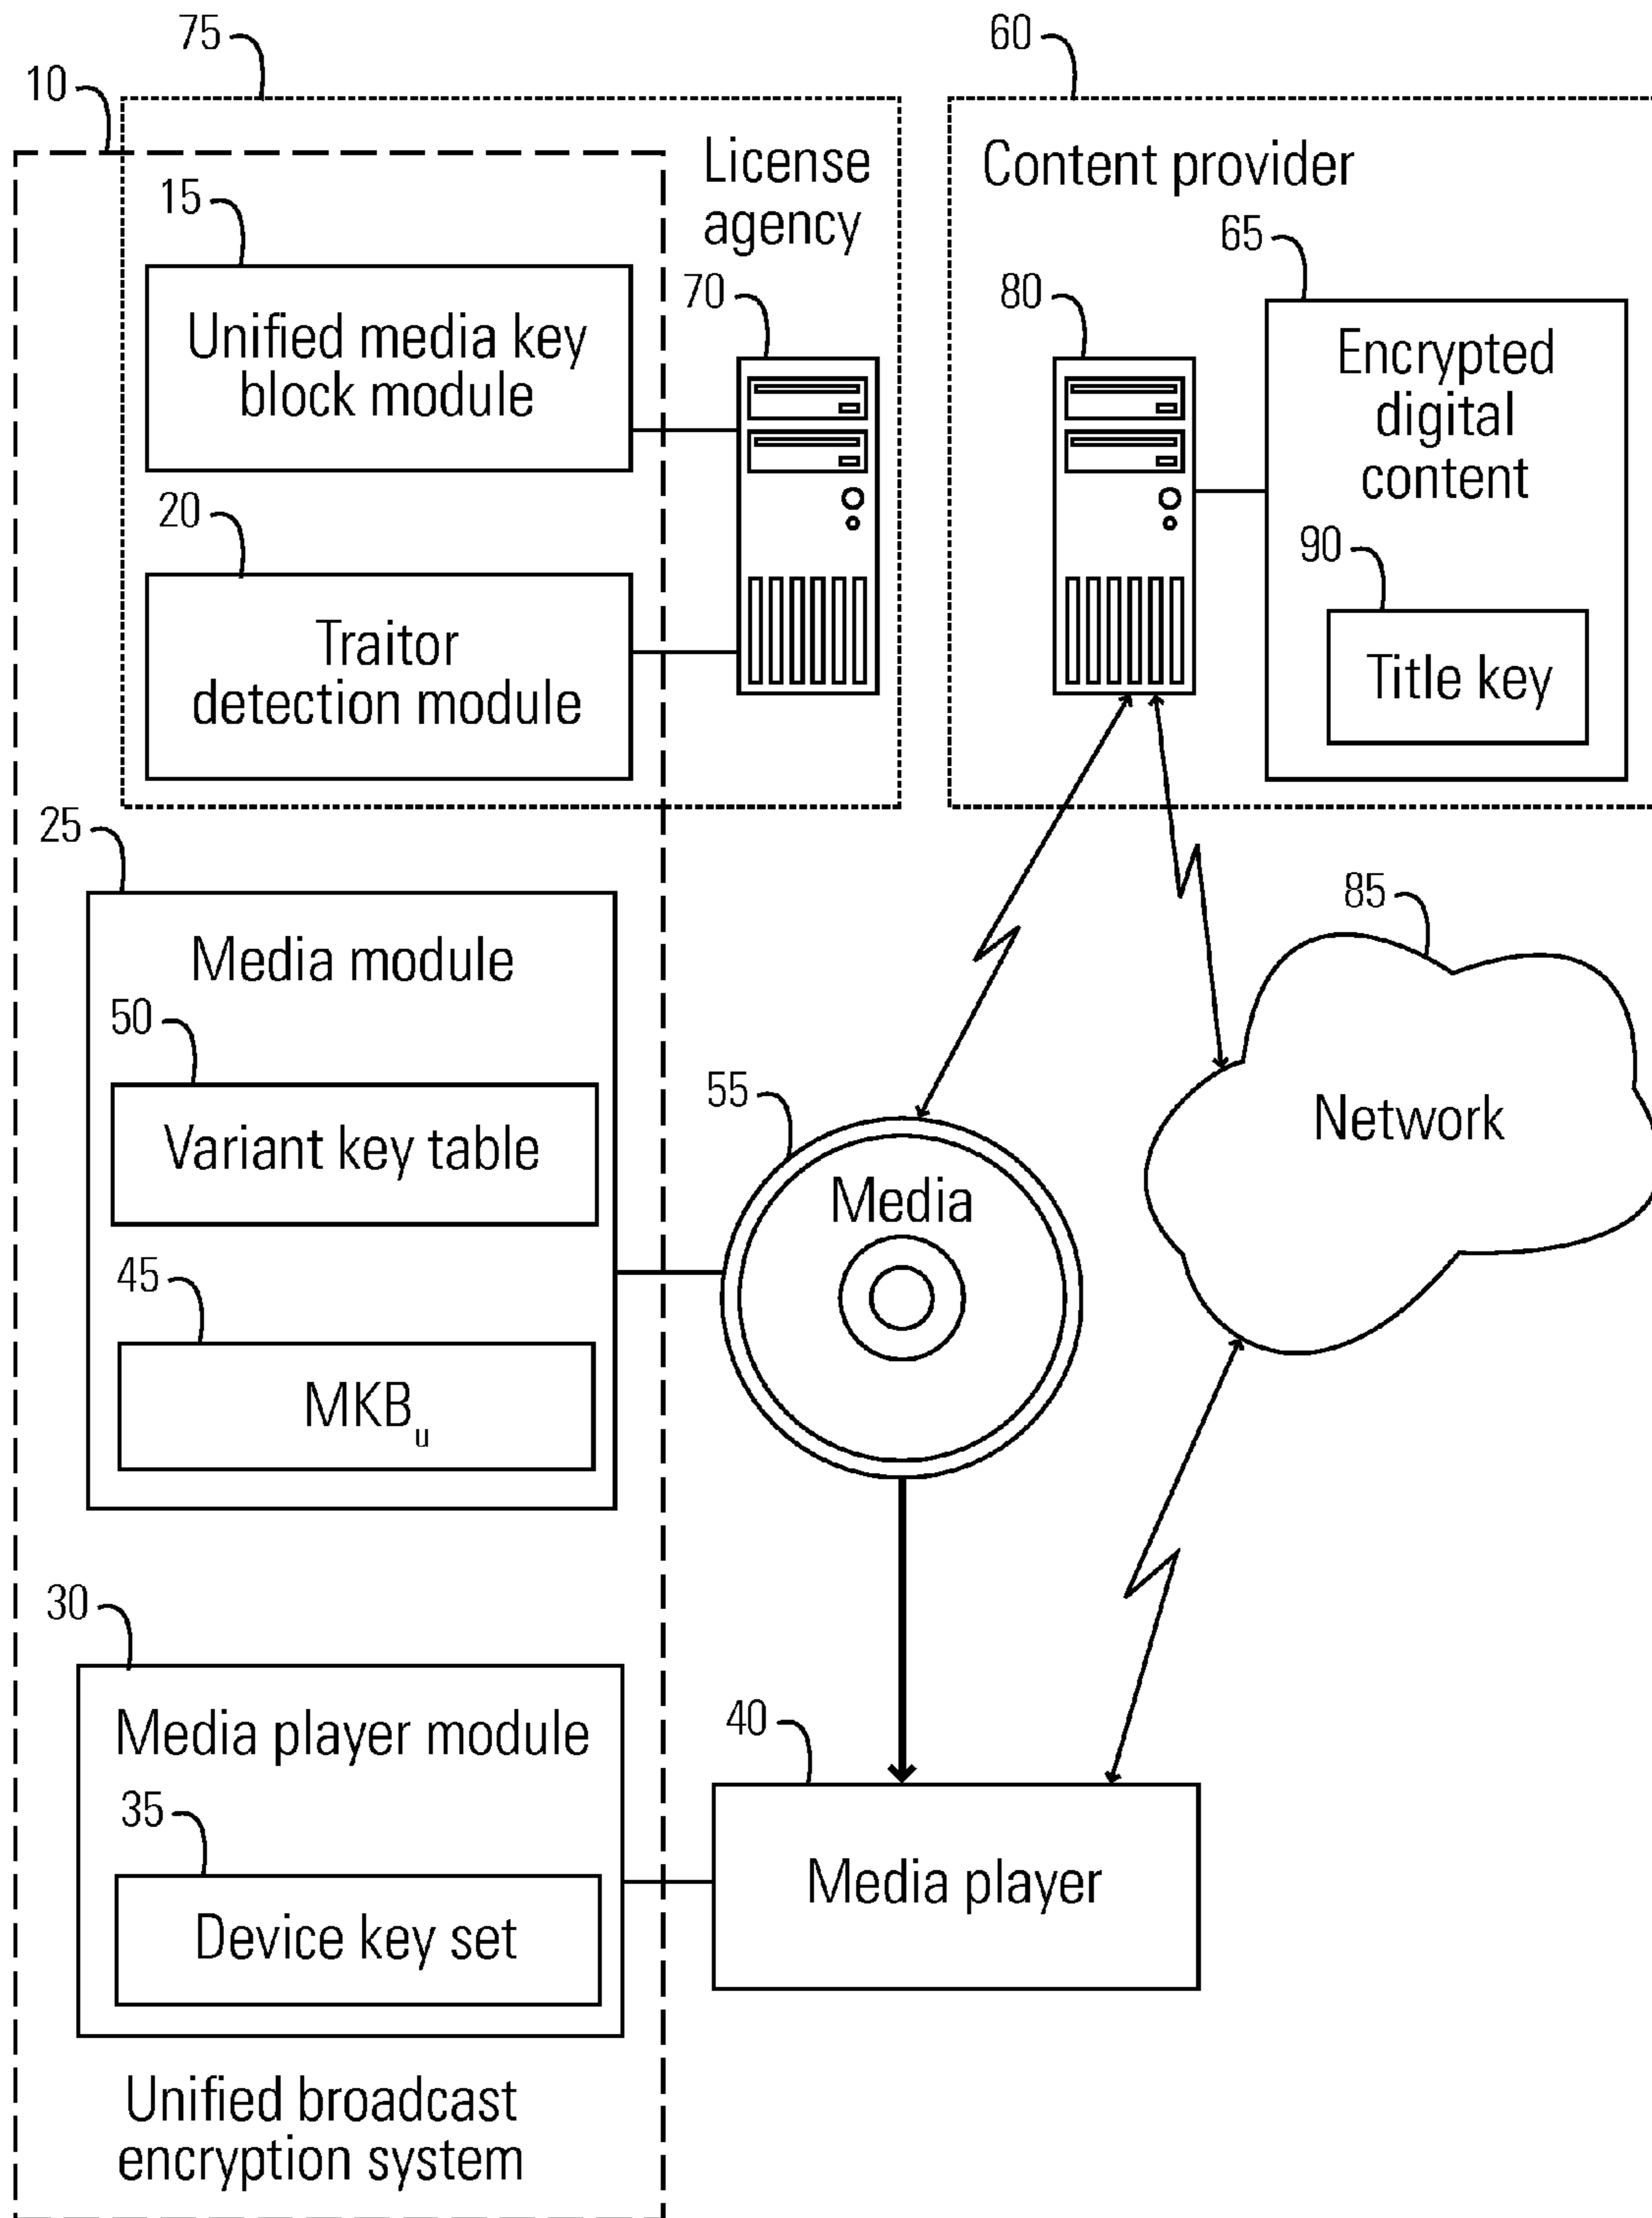 75
60
10
License
agency
Content provider
15
65
Unified media key
block module
70
80
Encrypted
digital
content
20
90
Traitor
detection module
Title key
25
85
Media module
50
Variant key table
55
Network
Media
45
MKBu
30
Media player module
40
35
Device key set
Media player
Unified broadcast
encryption system